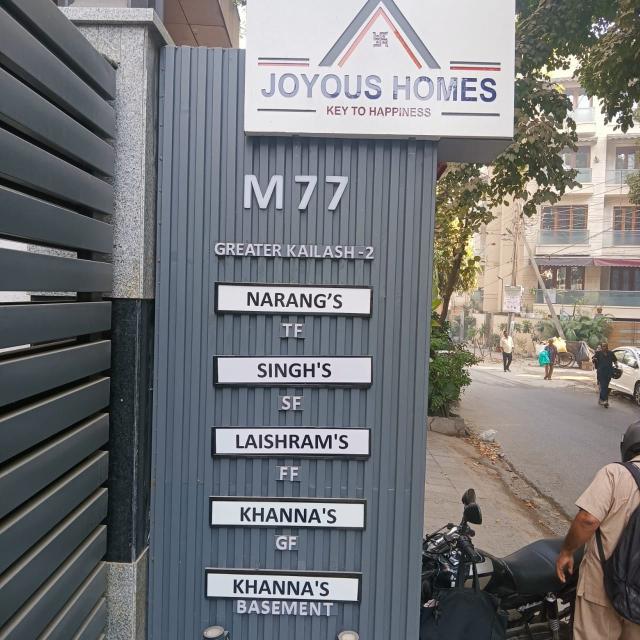 JOYOUS HOMES
KEY TO HAPPINESS
M77
GREATER KAILASH-2
NARANG'S
TF
SINGH'S
SF
LAISHRAM'S
FF
KHANNA'S
GF
KHANNA'S
BASEMENT